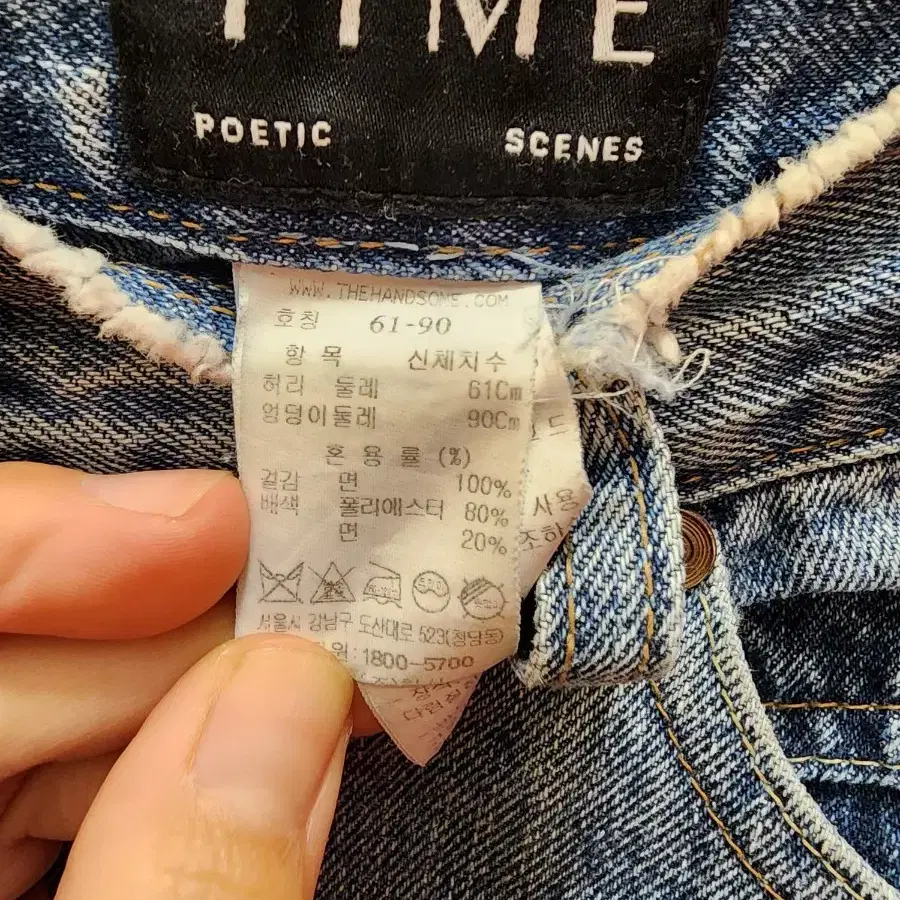 TIME
POETIC SCENES
WWW.THEHANDSOME.COM
호칭 61-90
항목 신체치수
허리 둘레 61Cm
엉덩이둘레 90Cm
혼용률 (%)
겉감 면 100%
배색 폴리에스터 80%
면 20%
서울시 강남구 도산대로 523(청담동)
1800-5700
사용